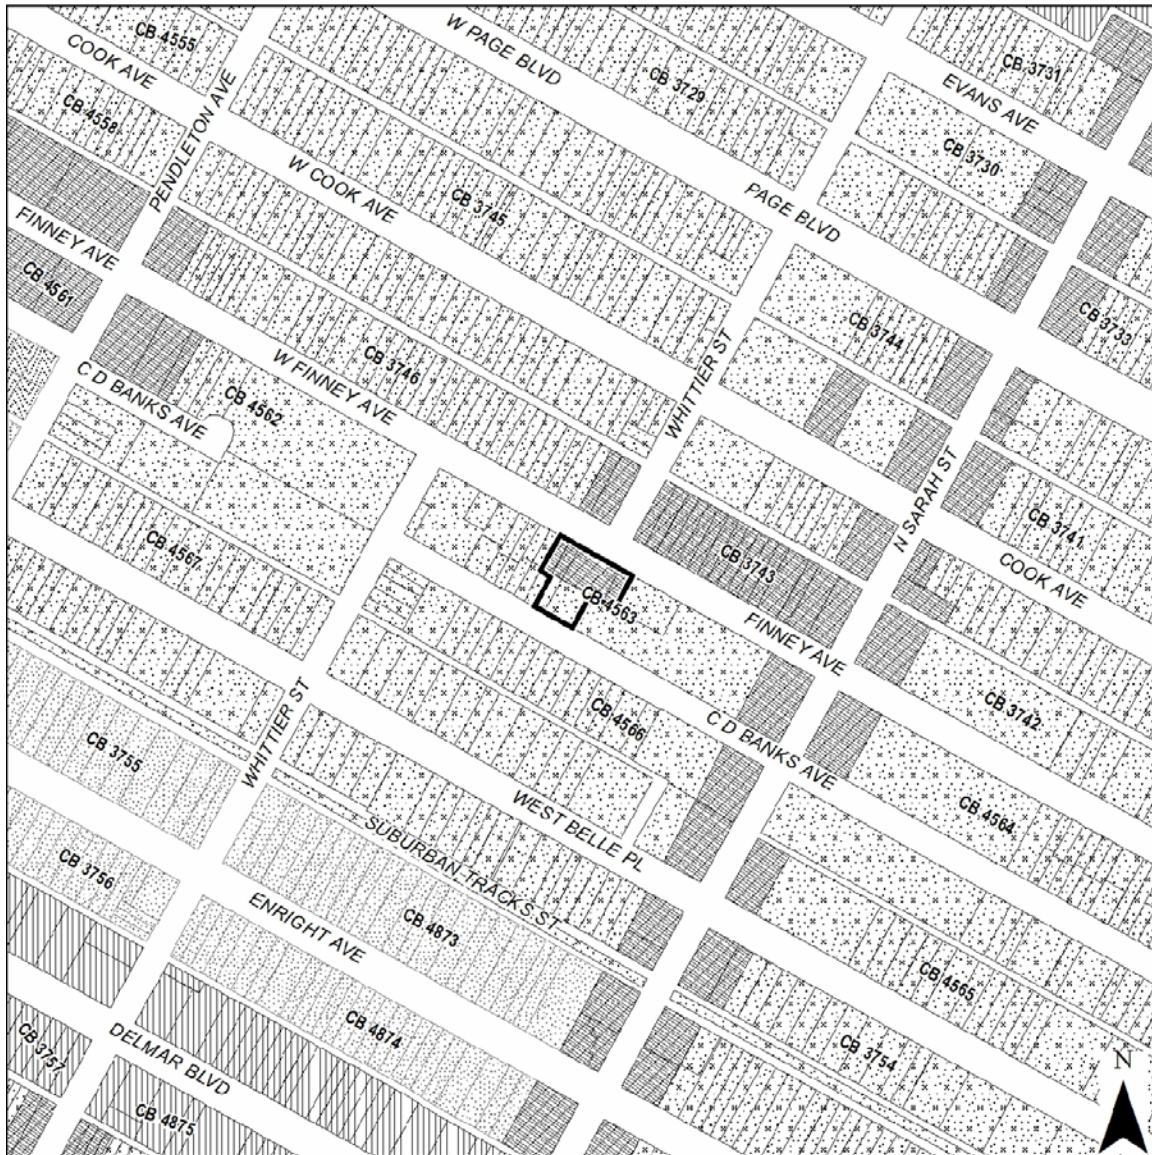 CB 4555
COOK AVE
W PAGE BLVD
CB 3731
CB 3729
EVANS AVE
CB 4558
PENDLETON AVE
CB 3730
W COOK AVE
CB 3745
PAGE BLVD
FINNEY AVE
CB 4561
CB 3744
CB 3733
W FINNEY AVE
CB 3746
WHITTIER ST
C D BANKS AVE
CB 4562
N SARAH ST
CB 3741
CB 4567
CB 3743
COOK AVE
CB 4563
FINNEY AVE
WHITTIER ST
CB 4566
CB 3742
C D BANKS AVE
CB 3755
CB 4564
WEST BELLE PL
SUBURBAN TRACKS ST
CB 3756
CB 4873
ENRIGHT AVE
CB 4565
CB 4874
CB 3754
CB 3757
DELMAR BLVD
CB 4875
N